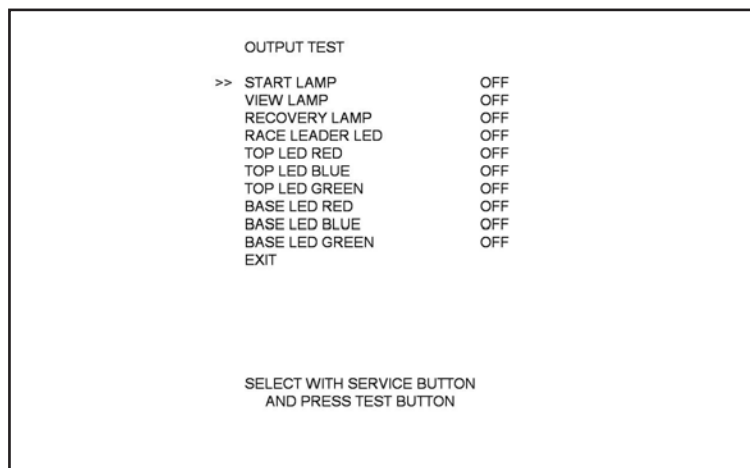 OUTPUT TEST
>> START LAMP OFF
VIEW LAMP OFF
RECOVERY LAMP OFF
RACE LEADER LED OFF
TOP LED RED OFF
TOP LED BLUE OFF
TOP LED GREEN OFF
BASE LED RED OFF
BASE LED BLUE OFF
BASE LED GREEN OFF
EXIT
SELECT WITH SERVICE BUTTON
AND PRESS TEST BUTTON